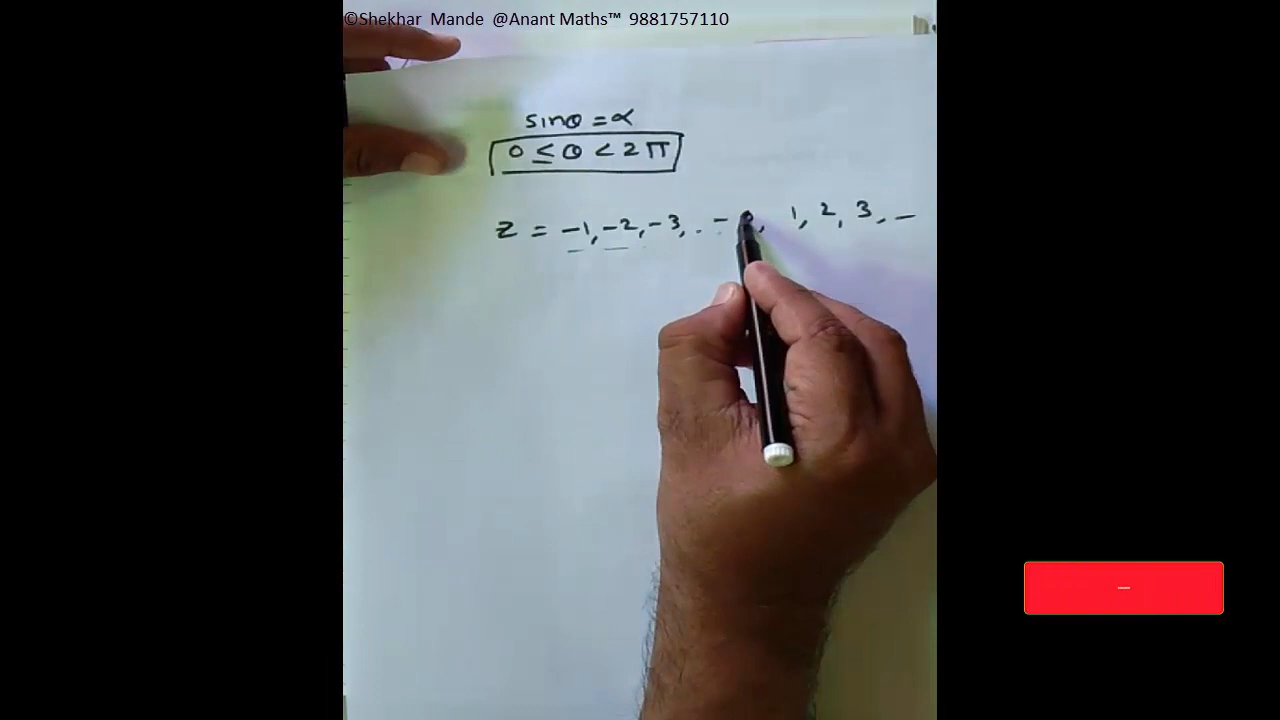 ©Shekhar Mande @Anant Maths™ 9881757110
sinθ = α
0 ≤ θ < 2π
Z = -1, -2, -3, . - 0, 1, 2, 3, -